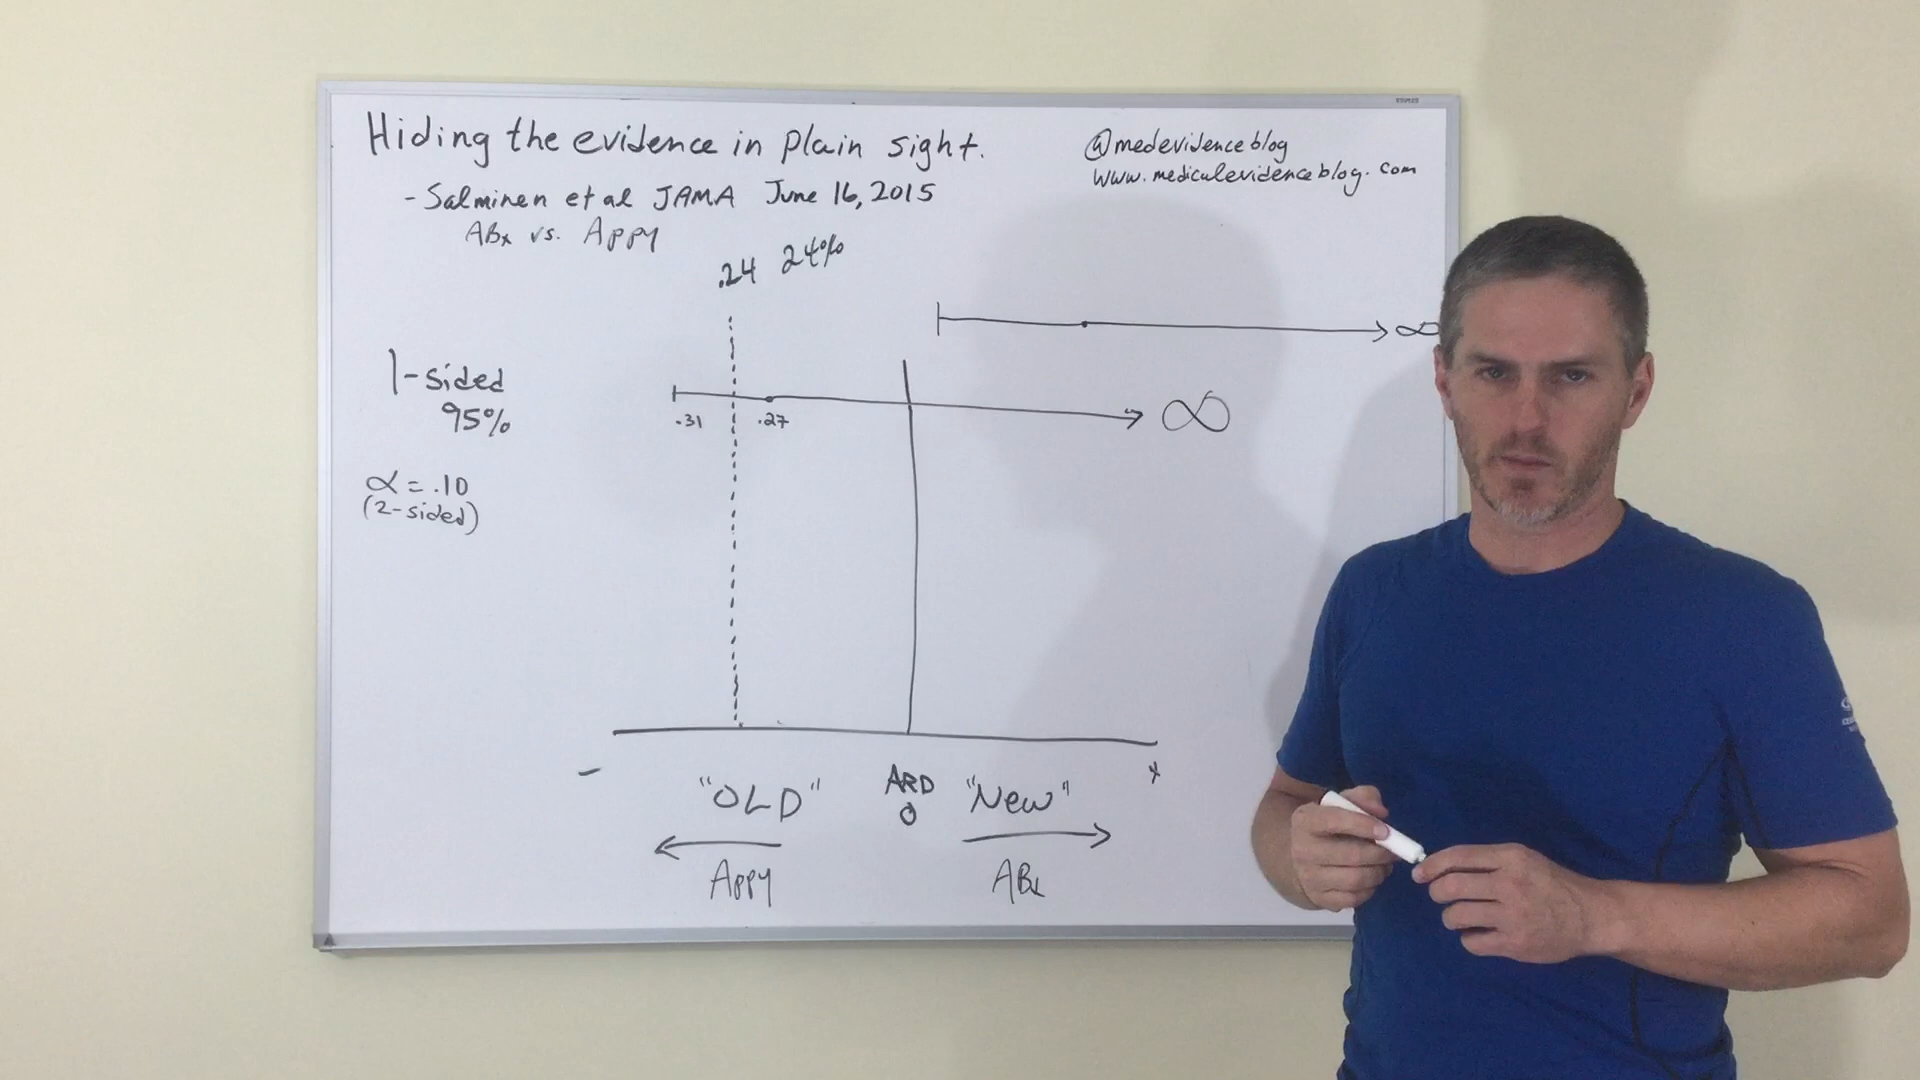 Hiding the evidence in plain sight.
- Salminen et al JAMA June 16, 2015
ABx vs. Appy
@medevidenceblog
www.medicalevidenceblog.com
.24 24%
∞
1-sided
95%
.31 .27
∞
α = .10
(2-sided)
- +
"OLD" ARD "New"
0
Appy ABx